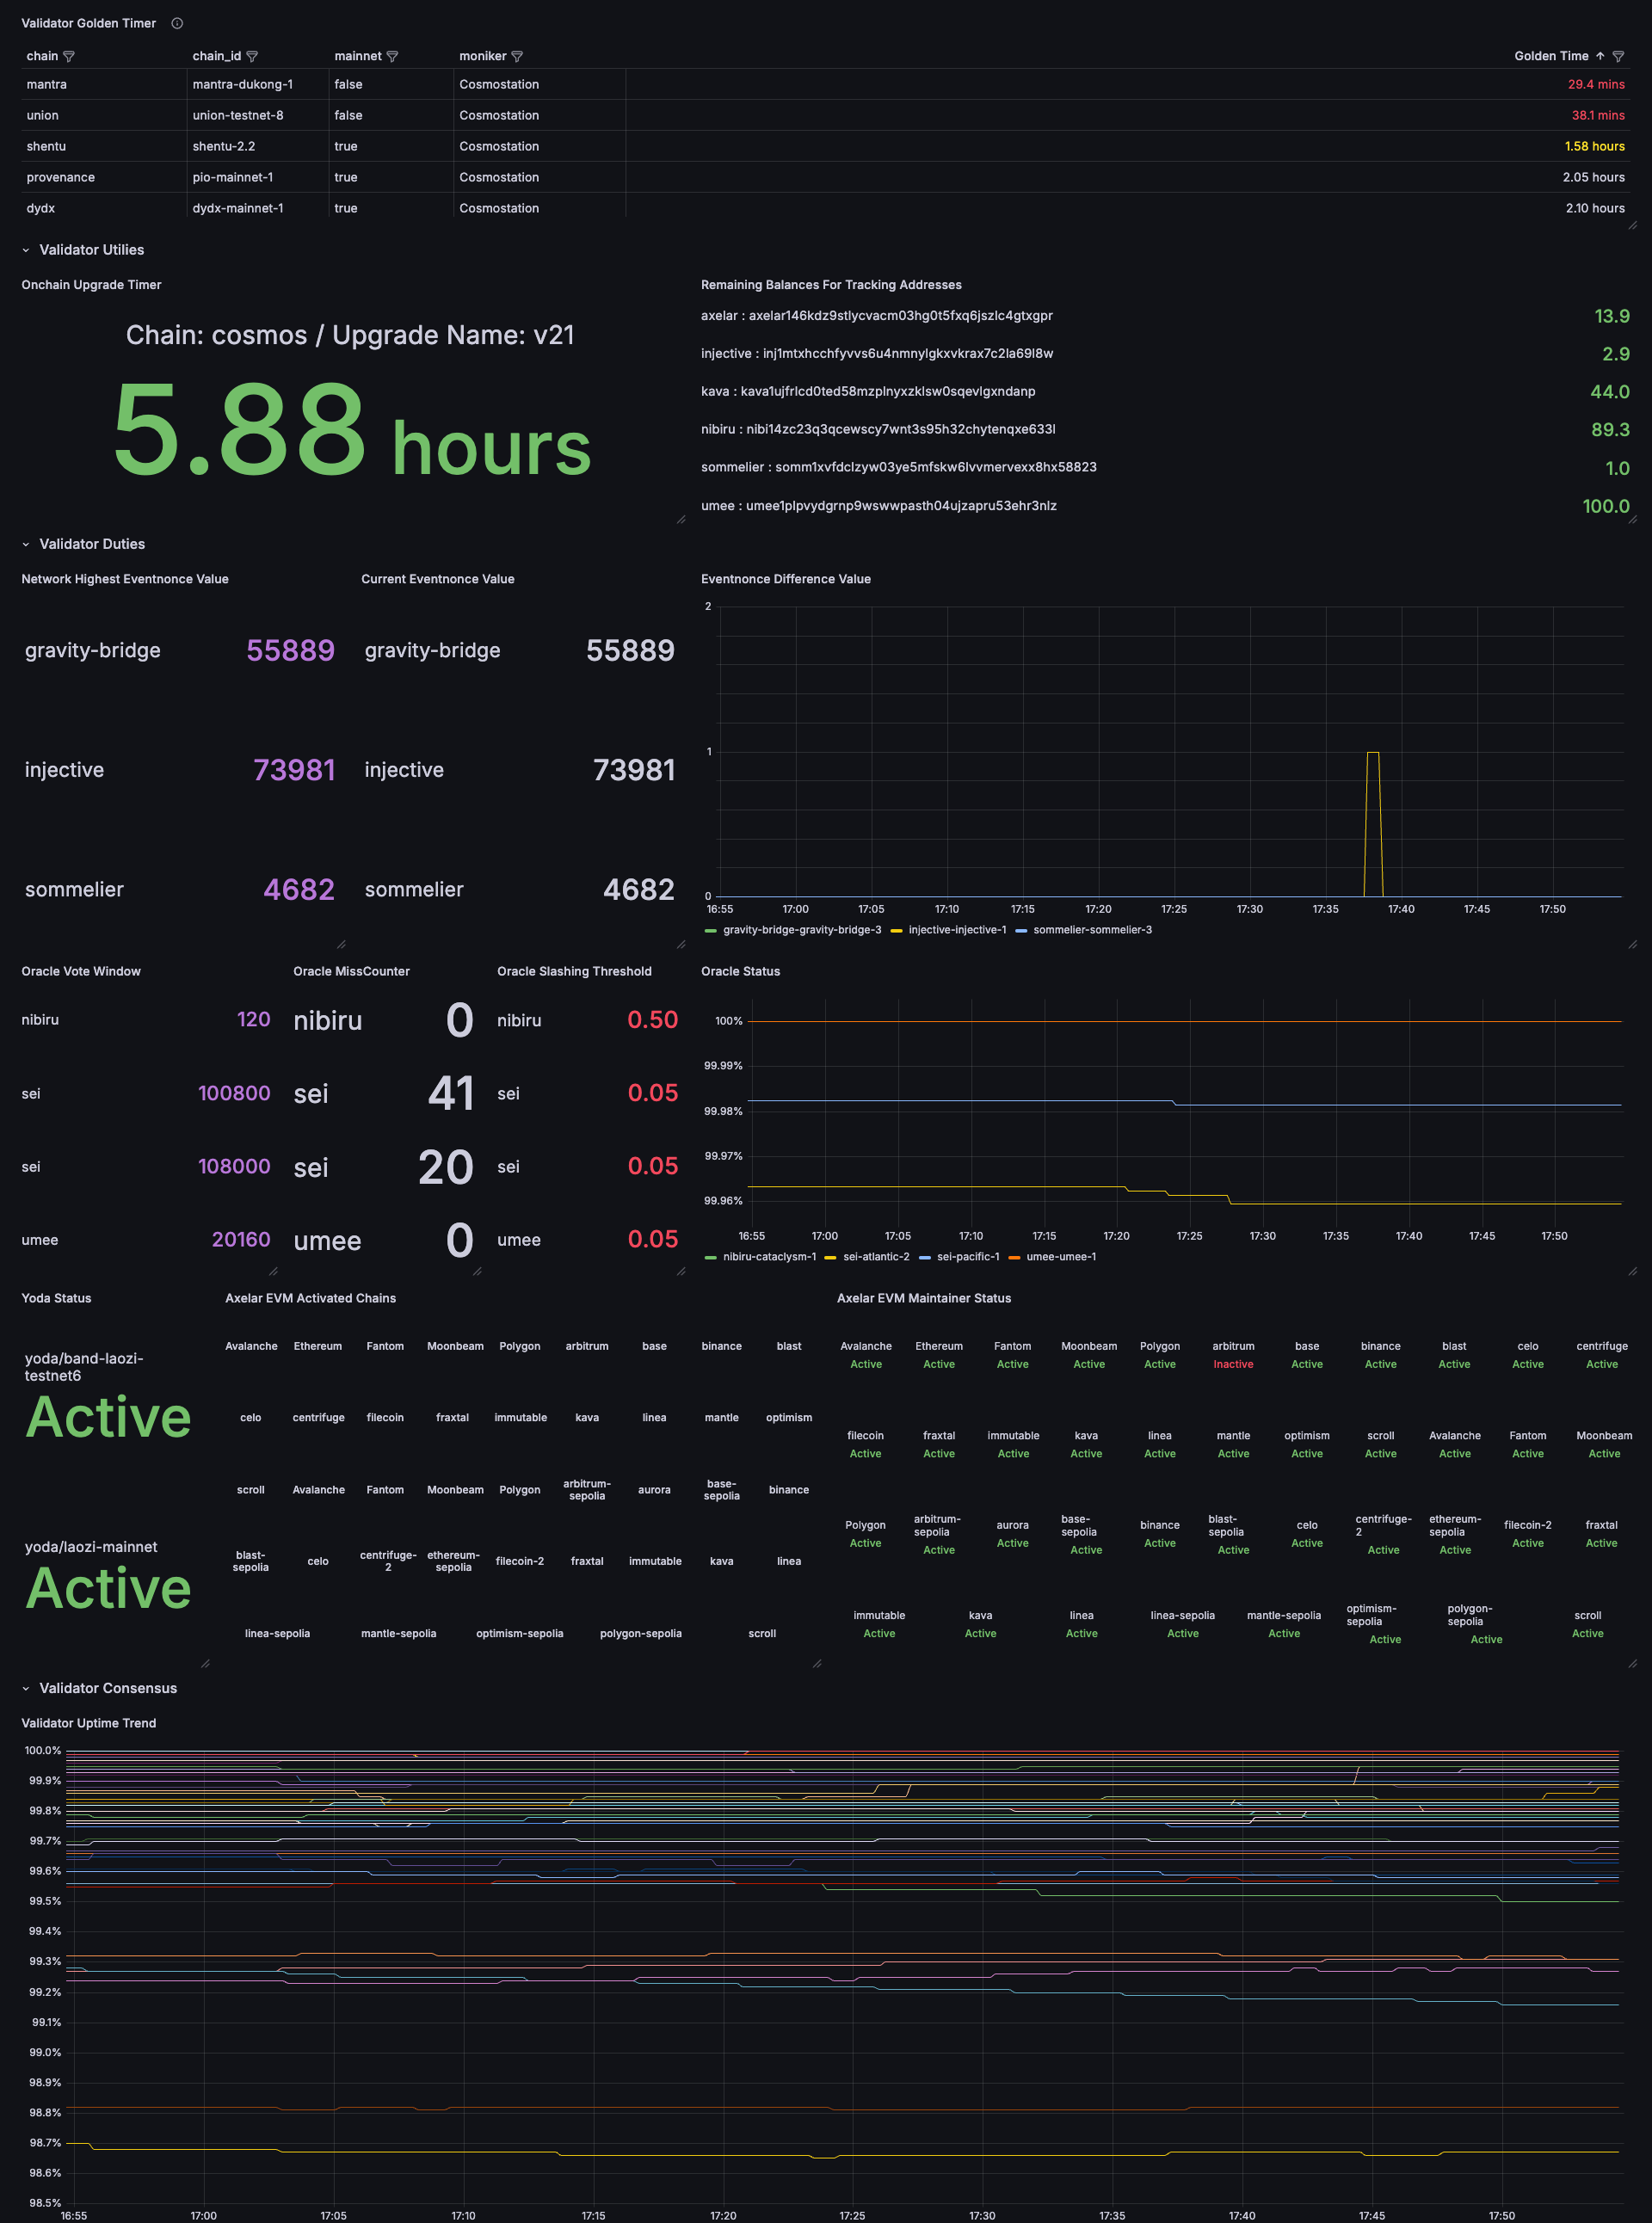 Validator Golden Timer
chain chain_id mainnet moniker Golden Time
mantra mantra-dukong-1 false Cosmostation 29.4 mins
union union-testnet-8 false Cosmostation 38.1 mins
shentu shentu-2.2 true Cosmostation 1.58 hours
provenance pio-mainnet-1 true Cosmostation 2.05 hours
dydx dydx-mainnet-1 true Cosmostation 2.10 hours
Validator Utilies
Onchain Upgrade Timer
Chain: cosmos / Upgrade Name: v21
5.88 hours
Remaining Balances For Tracking Addresses
axelar : axelar146kdz9stlycvacm03hg0t5fxq6jszlc4gtxgpr 13.9
injective : inj1mtxhcchfyvvs6u4nmnylgkxvkrax7c2la69l8w 2.9
kava : kava1ujfrlcd0ted58mzplnyxzklsw0sqevlgxndanp 44.0
nibiru : nibi14zc23q3qcewscy7wnt3s95h32chytenqxe633l 89.3
sommelier : somm1xvfdclzyw03ye5mfskw6lvvmervexx8hx58823 1.0
umee : umee1plpvydgrnp9wswwpasth04ujzapru53ehr3nlz 100.0
Validator Duties
Network Highest Eventnonce Value
gravity-bridge 55889
injective 73981
sommelier 4682
Current Eventnonce Value
gravity-bridge 55889
injective 73981
sommelier 4682
Eventnonce Difference Value
2
1
0
16:55 17:00 17:05 17:10 17:15 17:20 17:25 17:30 17:35 17:40 17:45 17:50
gravity-bridge-gravity-bridge-3 injective-injective-1 sommelier-sommelier-3
Oracle Vote Window
nibiru 120
sei 100800
sei 108000
umee 20160
Oracle MissCounter
nibiru 0
sei 41
sei 20
umee 0
Oracle Slashing Threshold
nibiru 0.50
sei 0.05
sei 0.05
umee 0.05
Oracle Status
100%
99.99%
99.98%
99.97%
99.96%
16:55 17:00 17:05 17:10 17:15 17:20 17:25 17:30 17:35 17:40 17:45 17:50
nibiru-cataclysm-1 sei-atlantic-2 sei-pacific-1 umee-umee-1
Yoda Status
yoda/band-laozi-
testnet6
Active
yoda/laozi-mainnet
Active
Axelar EVM Activated Chains
Avalanche Ethereum Fantom Moonbeam Polygon arbitrum base binance blast
celo centrifuge filecoin fraxtal immutable kava linea mantle optimism
scroll Avalanche Fantom Moonbeam Polygon arbitrum-sepolia aurora base-sepolia binance
blast-sepolia celo centrifuge-2 ethereum-sepolia filecoin-2 fraxtal immutable kava linea
linea-sepolia mantle-sepolia optimism-sepolia polygon-sepolia scroll
Axelar EVM Maintainer Status
Avalanche Ethereum Fantom Moonbeam Polygon arbitrum base binance blast celo centrifuge
Active Active Active Active Active Inactive Active Active Active Active Active
filecoin fraxtal immutable kava linea mantle optimism scroll Avalanche Fantom Moonbeam
Active Active Active Active Active Active Active Active Active Active Active
Polygon arbitrum-sepolia aurora base-sepolia binance blast-sepolia celo centrifuge-2 ethereum-sepolia filecoin-2 fraxtal
Active Active Active Active Active Active Active Active Active Active Active
immutable kava linea linea-sepolia mantle-sepolia optimism-sepolia polygon-sepolia scroll
Active Active Active Active Active Active Active Active
Validator Consensus
Validator Uptime Trend
100.0%
99.9%
99.8%
99.7%
99.6%
99.5%
99.4%
99.3%
99.2%
99.1%
99.0%
98.9%
98.8%
98.7%
98.6%
98.5%
16:55 17:00 17:05 17:10 17:15 17:20 17:25 17:30 17:35 17:40 17:45 17:50